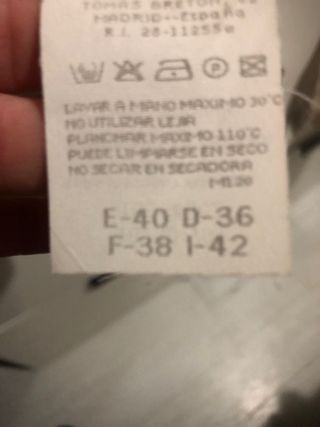 TOMAS BRETON,
MADRID--España
R.I. 28-11255
LAVAR A MANO MAXIMO 30°C
NO UTILIZAR LEJIA
PLANCHAR MAXIMO 110°C
PUEDE LIMPIARSE EN SECO
NO SECAR EN SECADORA
E-40 D-36
F-38 I-42